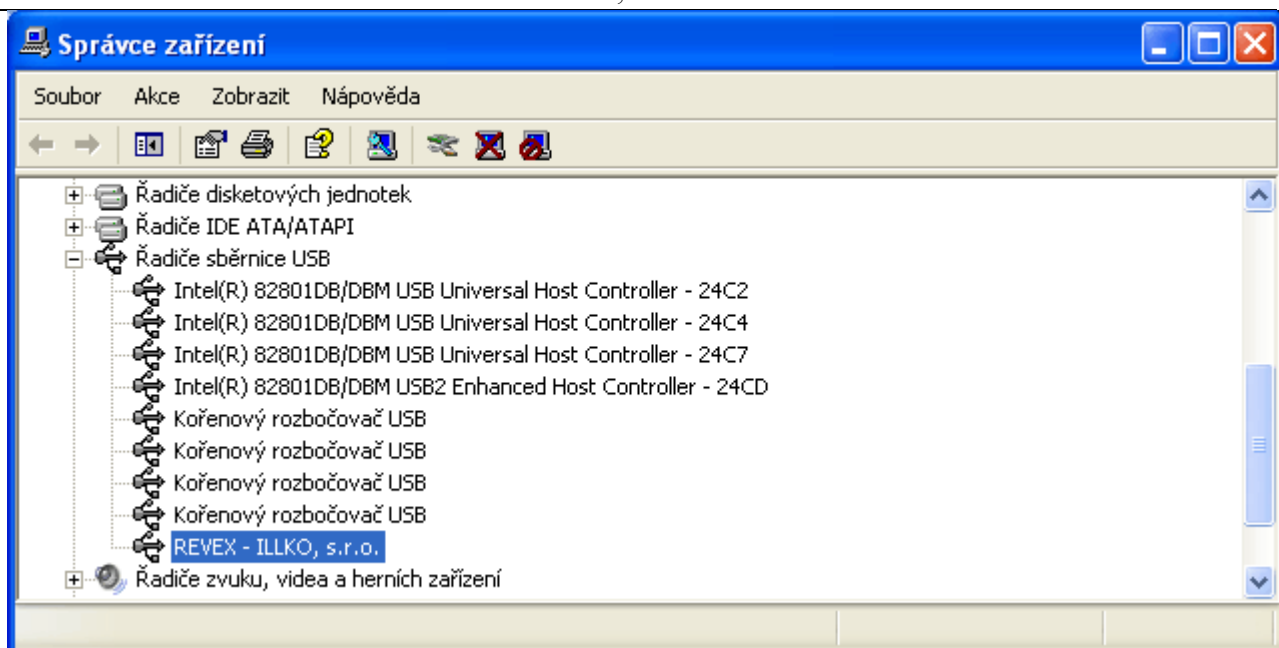 Správce zařízení
Soubor Akce Zobrazit Nápověda
Řadiče disketových jednotek
Řadiče IDE ATA/ATAPI
Řadiče sběrnice USB
Intel(R) 82801DB/DBM USB Universal Host Controller - 24C2
Intel(R) 82801DB/DBM USB Universal Host Controller - 24C4
Intel(R) 82801DB/DBM USB Universal Host Controller - 24C7
Intel(R) 82801DB/DBM USB2 Enhanced Host Controller - 24CD
Kořenový rozbočovač USB
Kořenový rozbočovač USB
Kořenový rozbočovač USB
Kořenový rozbočovač USB
REVEX - ILLKO, s.r.o.
Řadiče zvuku, videa a herních zařízení